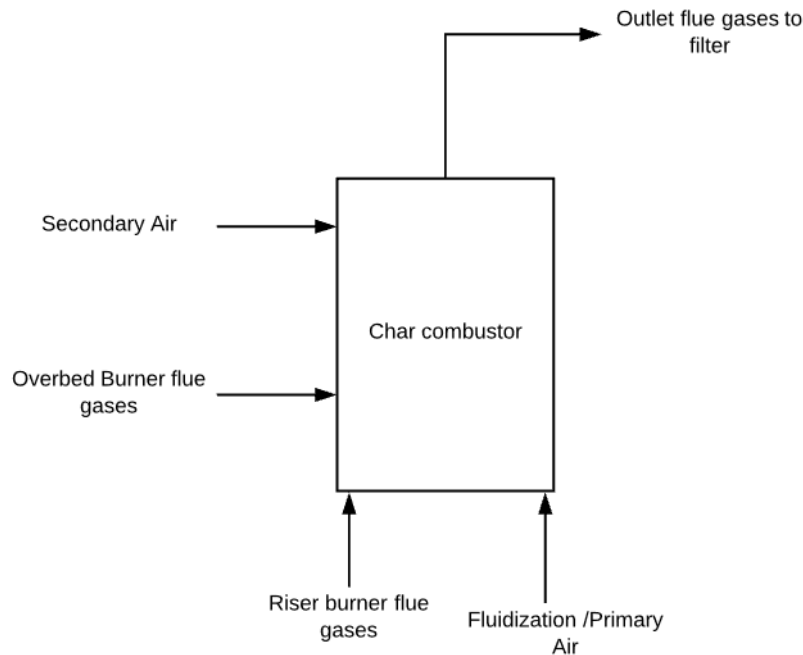 Outlet flue gases to
filter
Secondary Air
Char combustor
Overbed Burner flue
gases
Riser burner flue
gases
Fluidization /Primary
Air